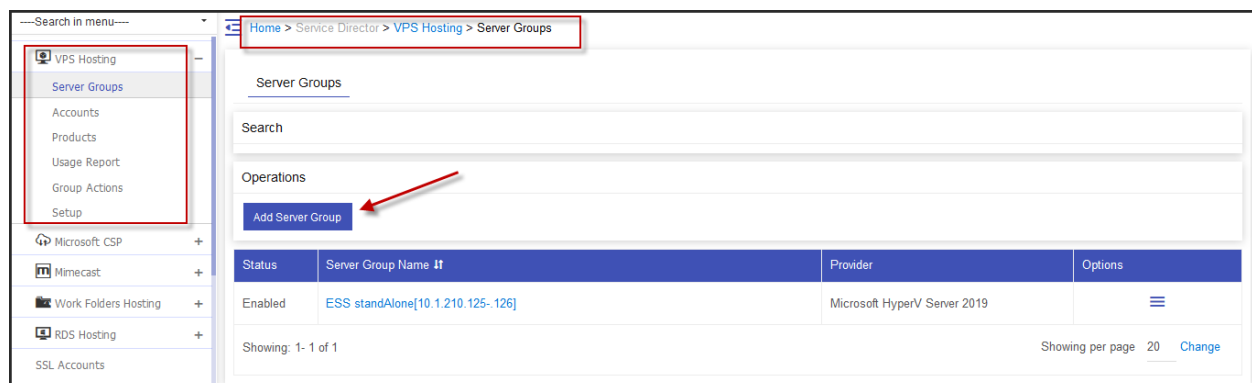 ----Search in menu----
VPS Hosting
Server Groups
Accounts
Products
Usage Report
Group Actions
Setup
Microsoft CSP
Mimecast
Work Folders Hosting
RDS Hosting
SSL Accounts
Home > Service Director > VPS Hosting > Server Groups
Server Groups
Search
Operations
Add Server Group
Status Server Group Name Provider Options
Enabled ESS standAlone[10.1.210.125-.126] Microsoft HyperV Server 2019
Showing: 1- 1 of 1 Showing per page 20 Change